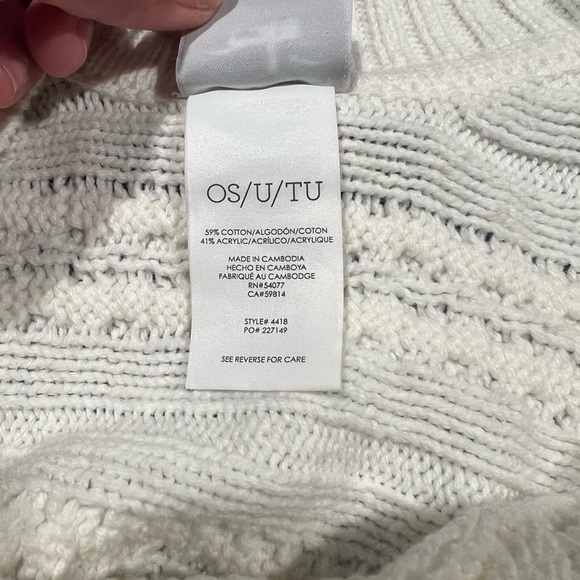 OS/U/TU
59% COTTON/ALGODÓN/COTON
41% ACRYLIC/ACRÍLICO/ACRYLIQUE
MADE IN CAMBODIA
HECHO EN CAMBOYA
FABRIQUÉ AU CAMBODGE
RN#54077
CA#59814
STYLE# 4418
PO# 227149
SEE REVERSE FOR CARE